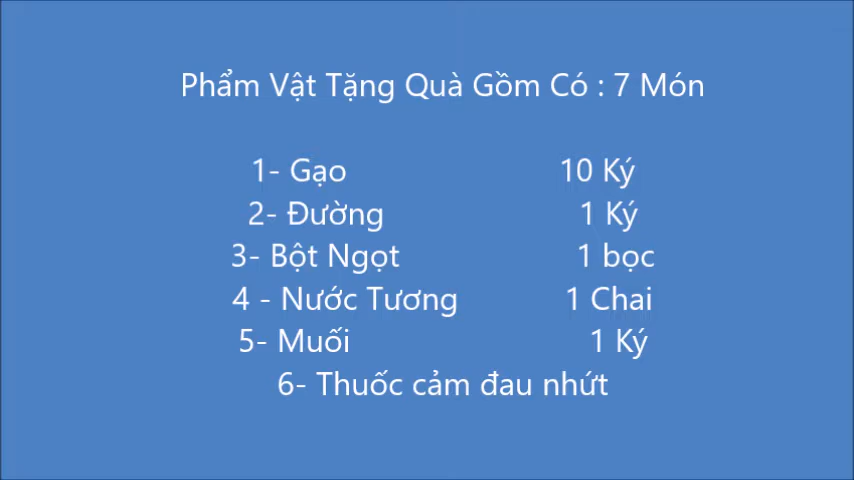 Phẩm Vật Tặng Quà Gồm Có : 7 Món
1- Gạo 10 Ký
2- Đường 1 Ký
3- Bột Ngọt 1 bọc
4 - Nước Tương 1 Chai
5- Muối 1 Ký
6- Thuốc cảm đau nhứt